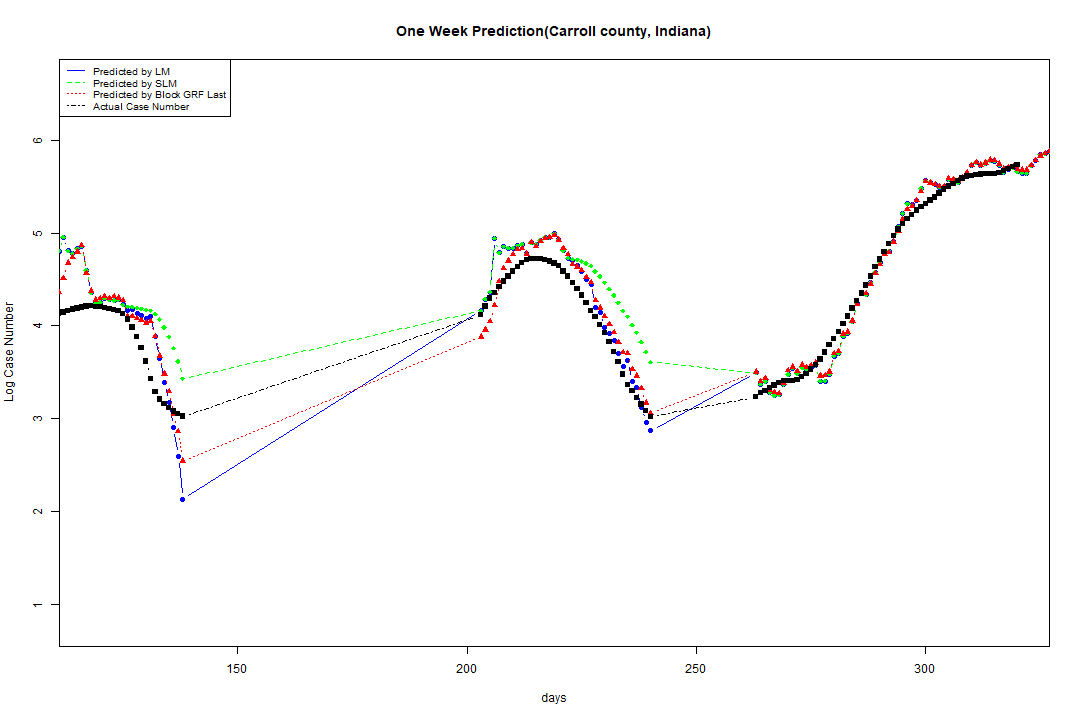 One Week Prediction(Carroll county, Indiana)
Predicted by LM
Predicted by SLM
Predicted by Block GRF Last
Actual Case Number
Log Case Number
6
5
4
3
2
1
150 200 250 300
days